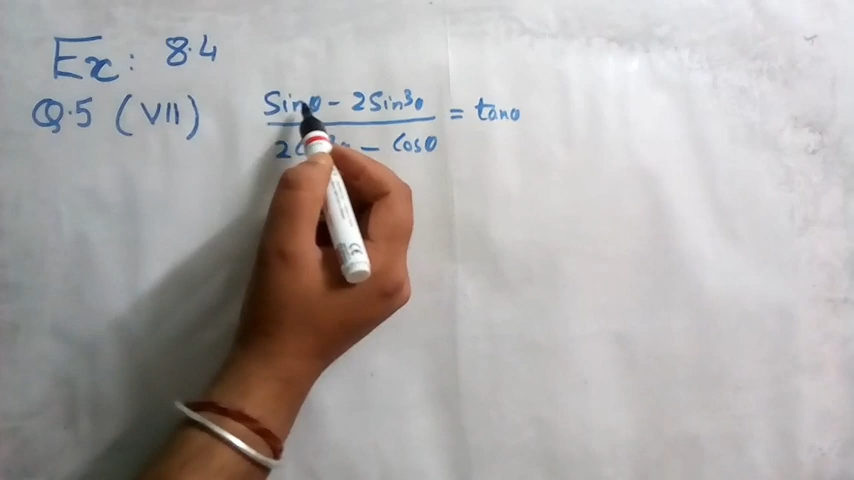 Ex: 8.4
Q.5 (VII) Sinθ - 2Sin³θ = tanθ
- Cosθ